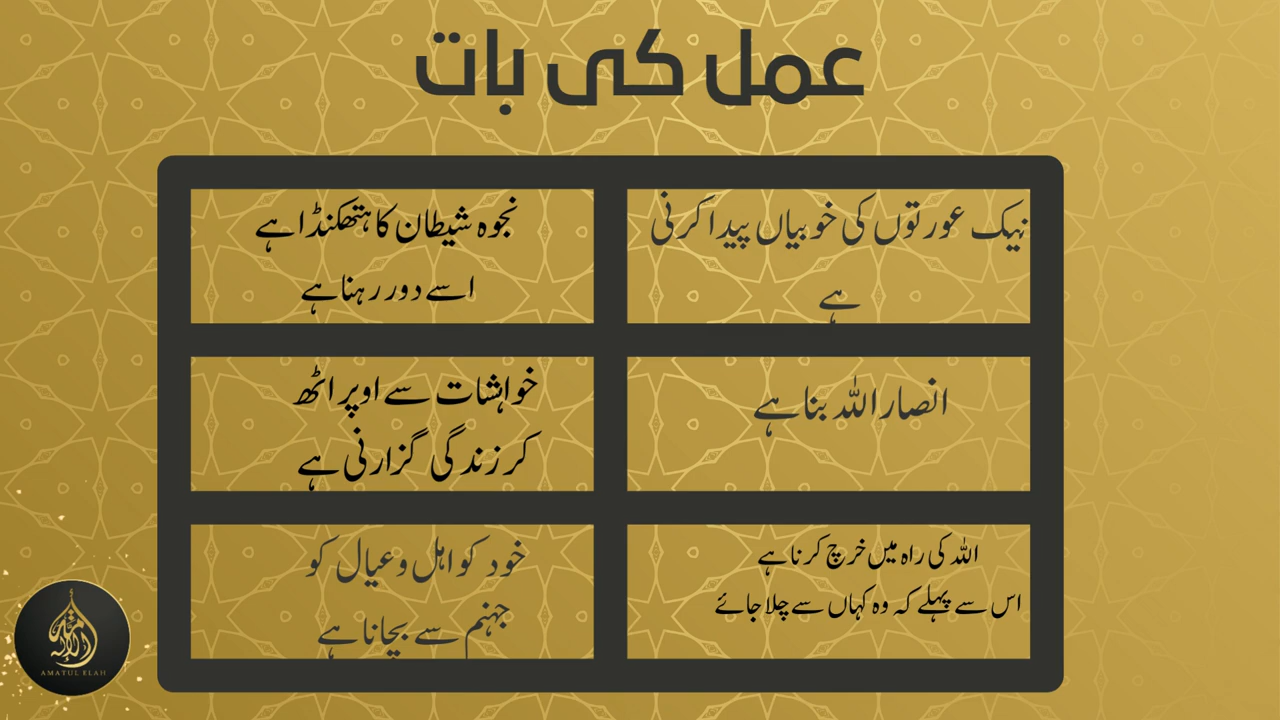 عمل کی بات
نیک عورتوں کی خوبیاں پیدا کرنی
ہے
نجوہ شیطان کا ہتھکنڈا ہے
اسے دور رہنا ہے
انصار اللہ بنا ہے
خواہشات سے اوپر اٹھ
کر زندگی گزارنی ہے
اللہ کی راہ میں خرچ کرنا ہے
اس سے پہلے کہ وہ کہاں سے چلا جائے
خود کو اہل و عیال کو
جہنم سے بچانا ہے
AMATUL ELAH